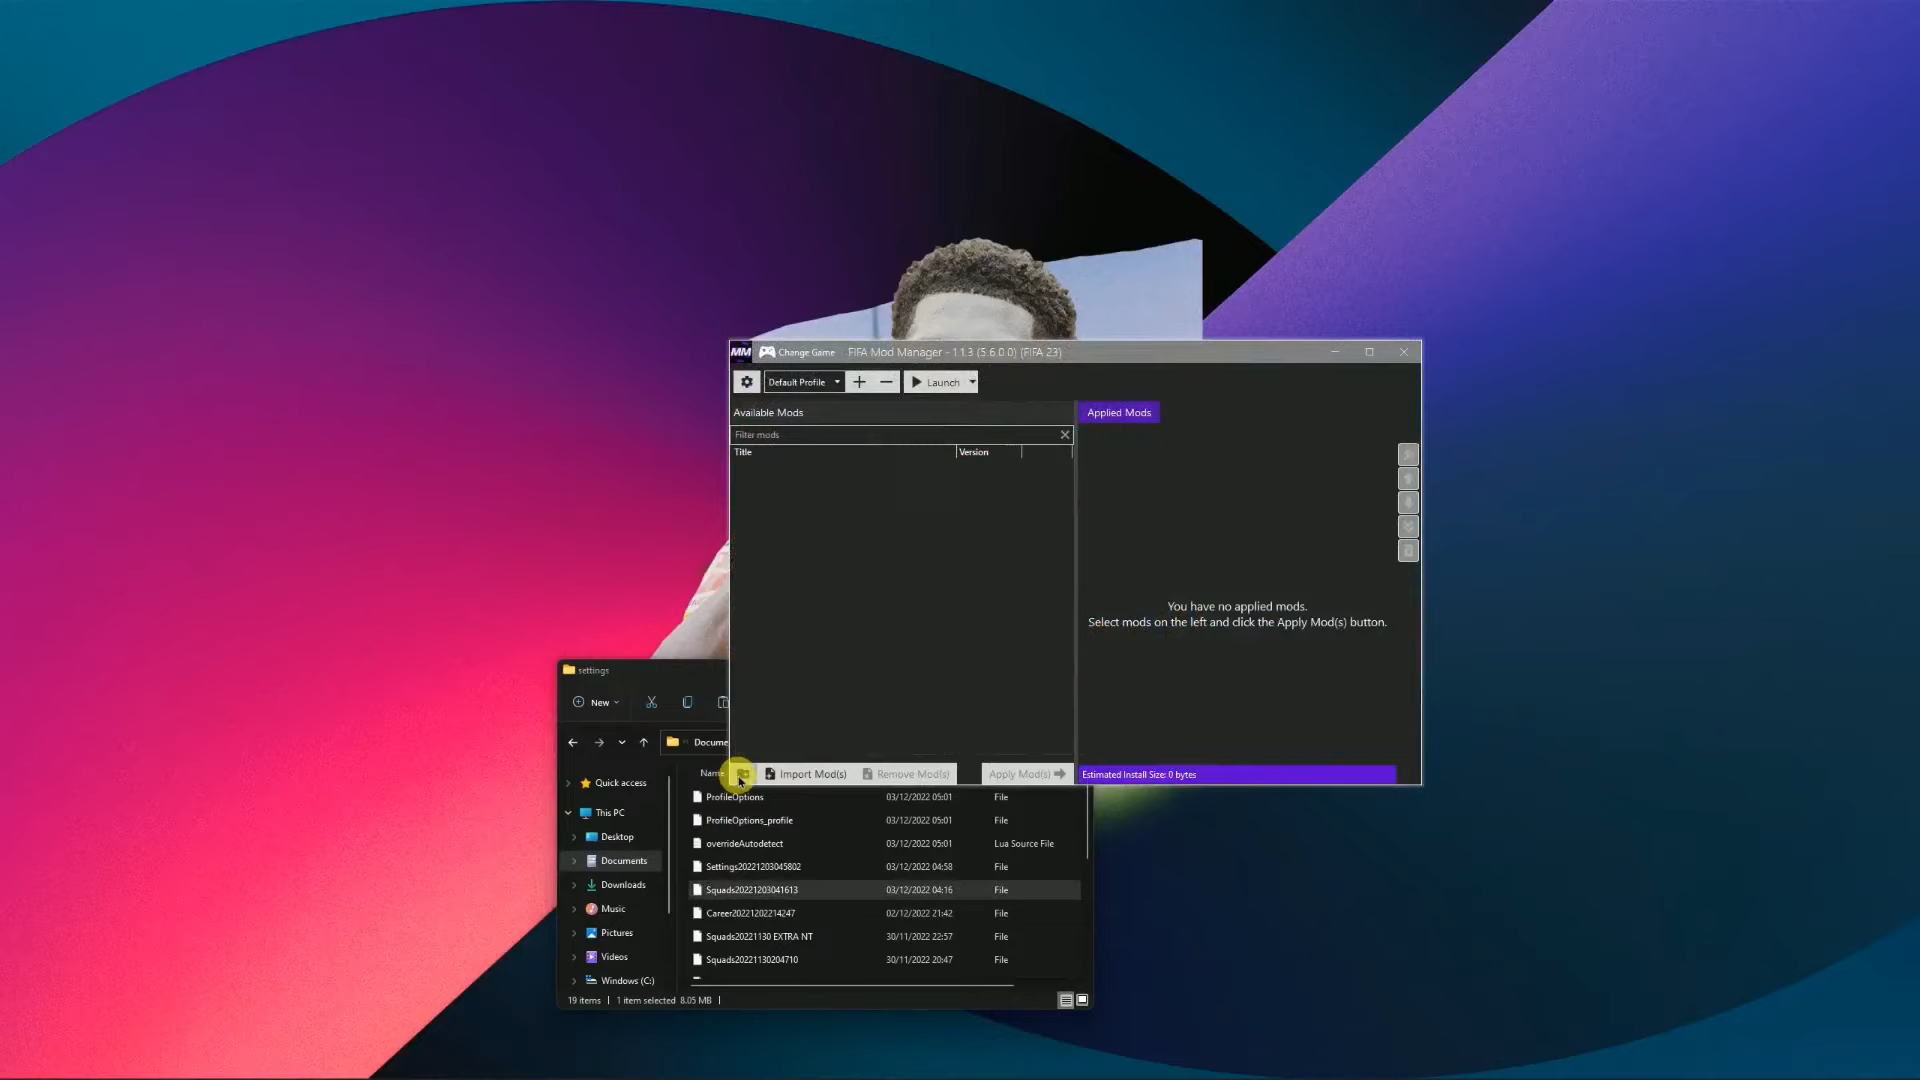 MM Change Game FIFA Mod Manager - 1.1.3 (5.6.0.0) (FIFA 23)
Default Profile Launch
Available Mods Applied Mods
Filter mods
Title Version
You have no applied mods.
Select mods on the left and click the Apply Mod(s) button.
Import Mod(s) Remove Mod(s) Apply Mod(s) Estimated Install Size: 0 bytes
settings
New
Docume
Name
Quick access
This PC
Desktop
Documents
Downloads
Music
Pictures
Videos
Windows (C:)
ProfileOptions 03/12/2022 05:01 File
ProfileOptions_profile 03/12/2022 05:01 File
overrideAutodetect 03/12/2022 05:01 Lua Source File
Settings20221203045802 03/12/2022 04:58 File
Squads20221203041613 03/12/2022 04:16 File
Career20221202214247 02/12/2022 21:42 File
Squads20221130 EXTRA NT 30/11/2022 22:57 File
Squads20221130204710 30/11/2022 20:47 File
19 items 1 item selected 8.05 MB